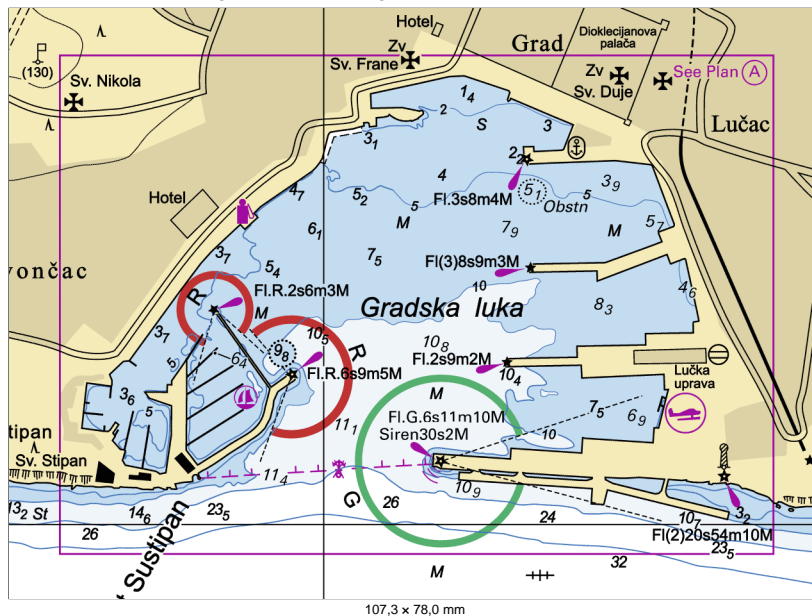 Hotel
Grad
Dioklecijanova
palača
Zv
Sv. Frane
Zv
Sv. Duje
See Plan A
(130)
Sv. Nikola
Lučac
1₄
2
S
3
3₁
2₂
4
Fl.3s8m4M
5₁
Obstn
3₉
5
Hotel
4₇
5₂
5
M
6₁
7₉
M
5₇
3₇
5₄
7₅
Fl(3)8s9m3M
vončac
R
Fl.R.2s6m3M
M
10
Gradska luka
8₃
4₆
3₇
10₅
R
9₈
6₄
10₈
Fl.2s9m2M
10₄
Lučka
uprava
5
Fl.R.6s9m5M
3₆
5
M
7₅
6₉
11₁
Fl.G.6s11m10M
Siren30s2M
10
tipan
Sv. Stipan
11₄
10₉
G
26
24
13₂ St
14₆
23₅
26
t Sustipan
10₇
3₂
Fl(2)20s54m10M
23₅
32
M
107,3 × 78,0 mm